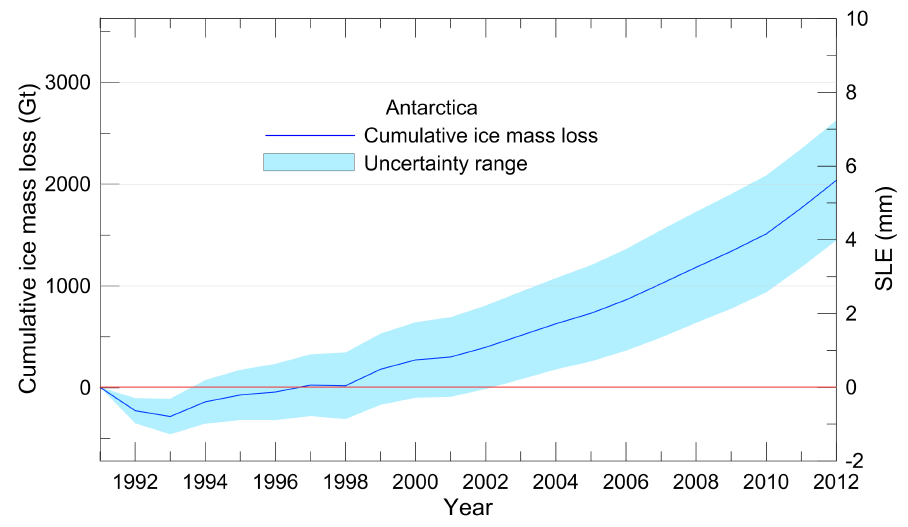 10
3000
8
Antarctica
Cumulative ice mass loss
Uncertainty range
6
2000
4
1000
2
0
0
-2
Cumulative ice mass loss (Gt)
SLE (mm)
1992 1994 1996 1998 2000 2002 2004 2006 2008 2010 2012
Year